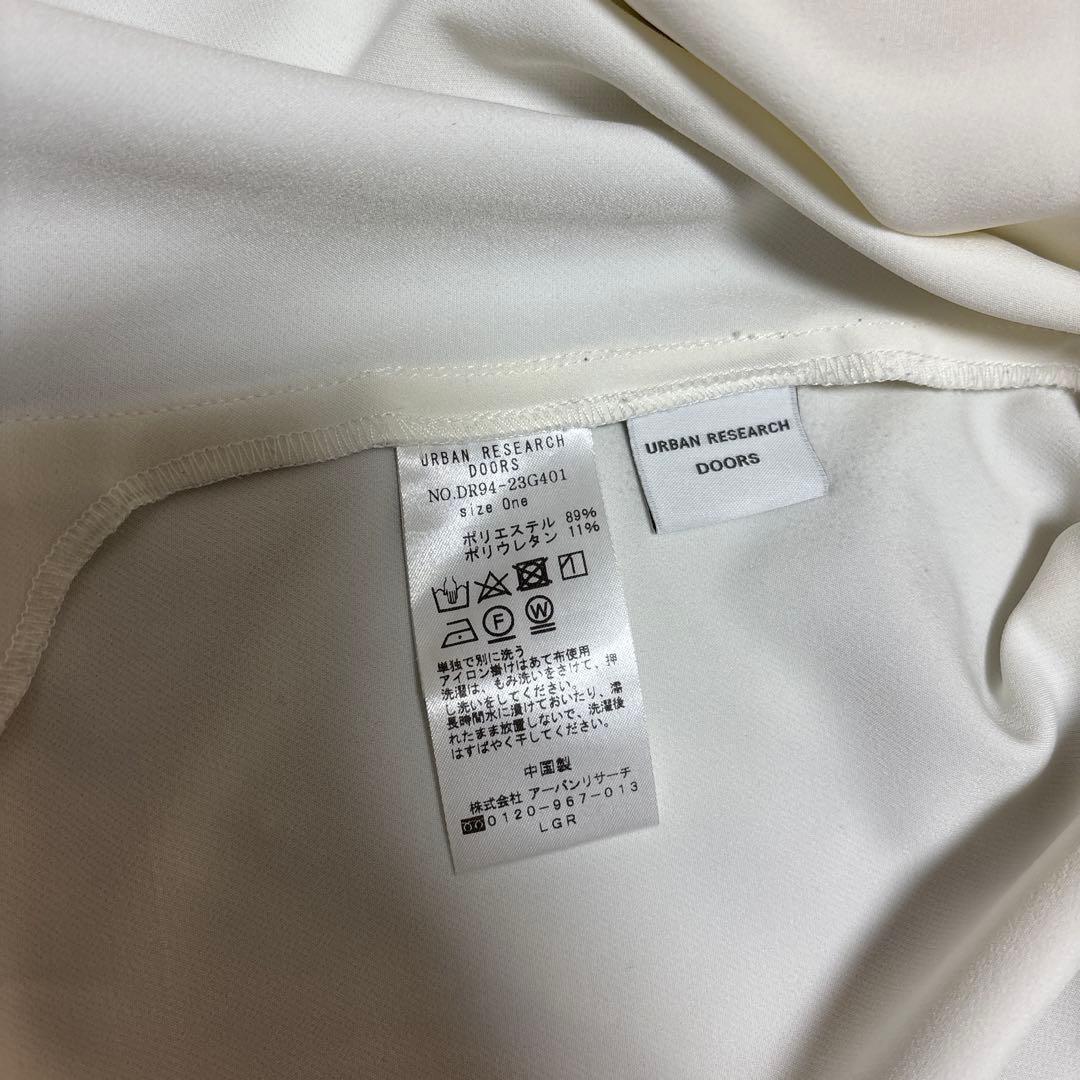 URBAN RESEARCH
DOORS
NO.DR94-23G401
size One
ポリエステル 89%
ポリウレタン 11%
1
F W
単独で別に洗う
アイロン掛けはあて布使用
洗濯は、もみ洗いをさけて、押
し洗いをしてください。
長時間水に漬けておいたり、濡
れたまま放置しないで、洗濯後
はすばやく干してください。
中国製
株式会社 アーバンリサーチ
0120-967-013
LGR
URBAN RESEARCH
DOORS